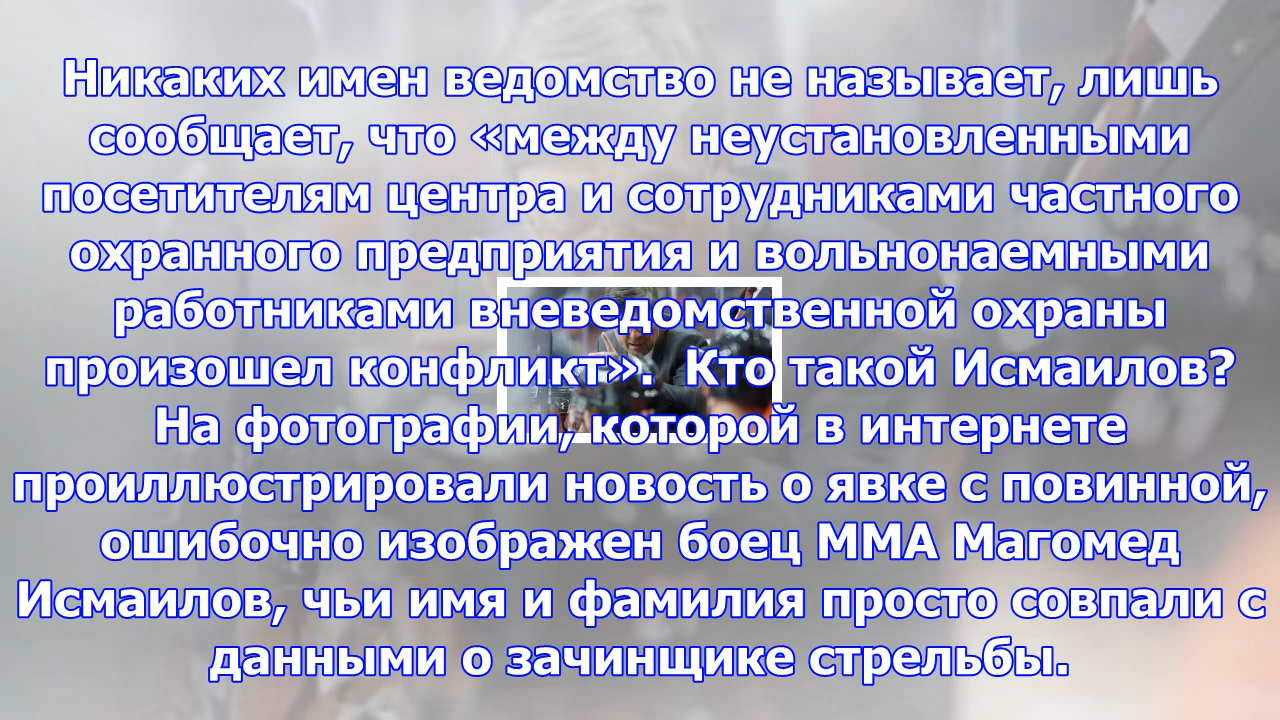 Никаких имен ведомство не называет, лишь
сообщает, что «между неустановленными
посетителям центра и сотрудниками частного
охранного предприятия и вольнонаемными
работниками вневедомственной охраны
произошел конфликт».  Кто такой Исмаилов?
На фотографии, которой в интернете
проиллюстрировали новость о явке с повинной,
ошибочно изображен боец ММА Магомед
Исмаилов, чьи имя и фамилия просто совпали с
данными о зачинщике стрельбы.